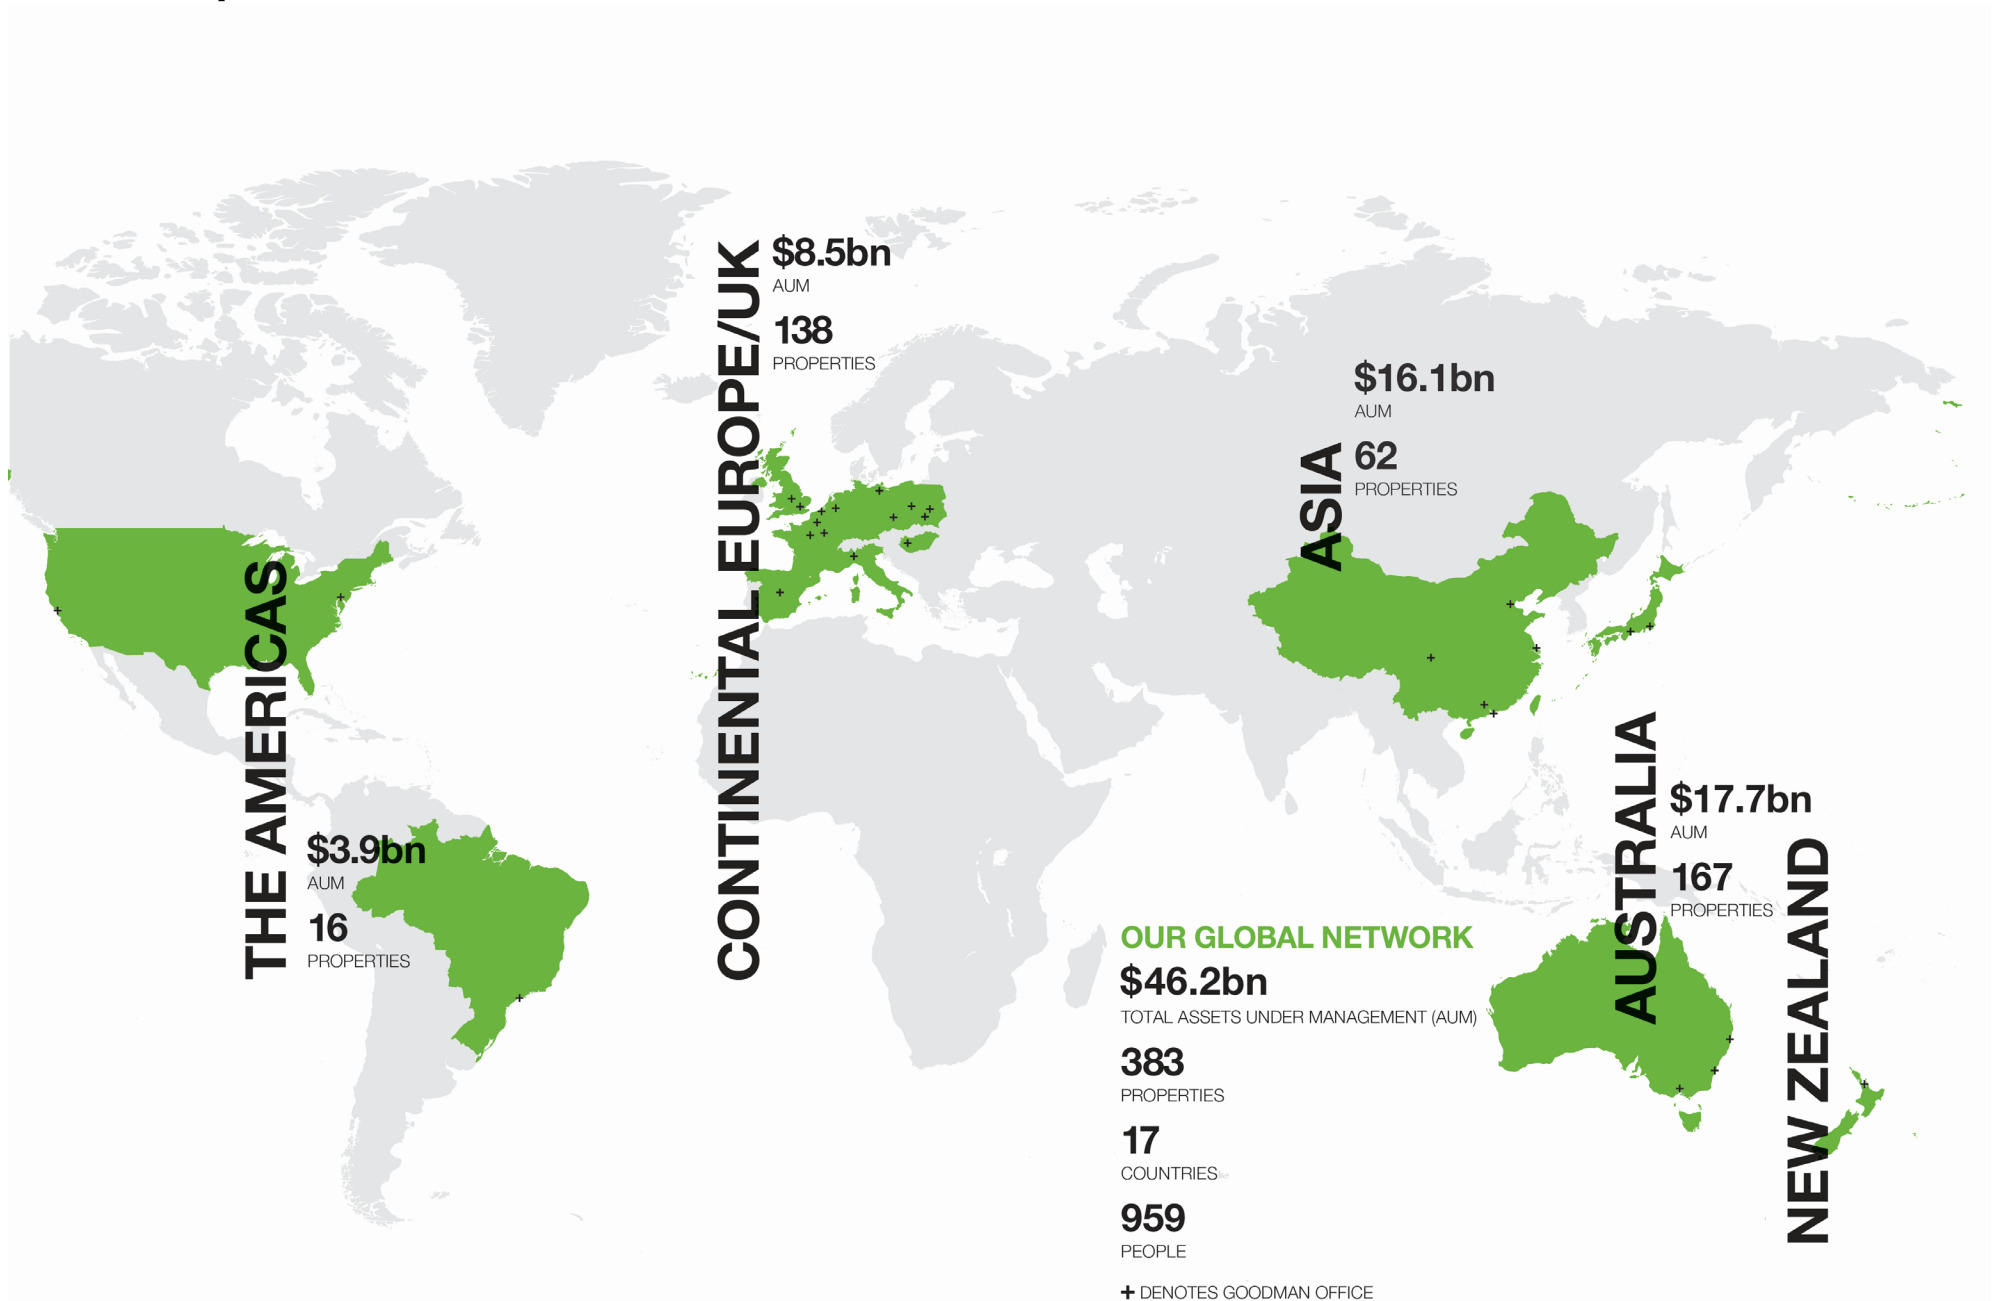 THE AMERICAS
$3.9bn
AUM
16
PROPERTIES
CONTINENTAL EUROPE/UK
$8.5bn
AUM
138
PROPERTIES
ASIA
$16.1bn
AUM
62
PROPERTIES
AUSTRALIA
$17.7bn
AUM
167
PROPERTIES
NEW ZEALAND
OUR GLOBAL NETWORK
$46.2bn
TOTAL ASSETS UNDER MANAGEMENT (AUM)
383
PROPERTIES
17
COUNTRIES
959
PEOPLE
+ DENOTES GOODMAN OFFICE